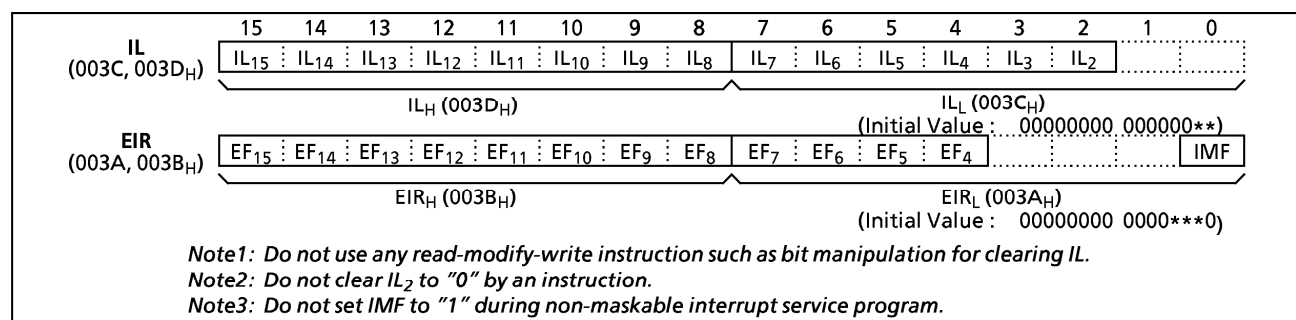 15 14 13 12 11 10 9 8 7 6 5 4 3 2 1 0
IL
(003C, 003DH)
IL15 IL14 IL13 IL12 IL11 IL10 IL9 IL8 IL7 IL6 IL5 IL4 IL3 IL2
ILH (003DH) ILL (003CH)
(Initial Value : 00000000 000000**)
EIR
(003A, 003BH)
EF15 EF14 EF13 EF12 EF11 EF10 EF9 EF8 EF7 EF6 EF5 EF4 IMF
EIRH (003BH) EIRL (003AH)
(Initial Value : 00000000 0000***0)
Note1: Do not use any read-modify-write instruction such as bit manipulation for clearing IL.
Note2: Do not clear IL2 to "0" by an instruction.
Note3: Do not set IMF to "1" during non-maskable interrupt service program.